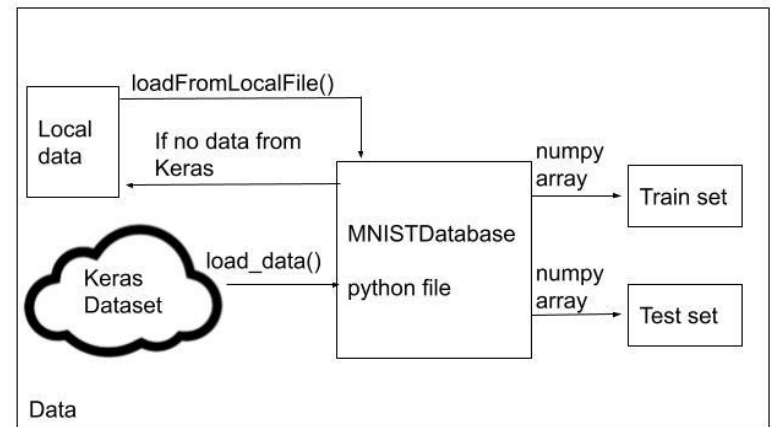 loadFromLocalFile()
Local
data
If no data from
Keras
numpy
array
Train set
MNISTDatabase
python file
load_data()
Keras
Dataset
numpy
array
Test set
Data